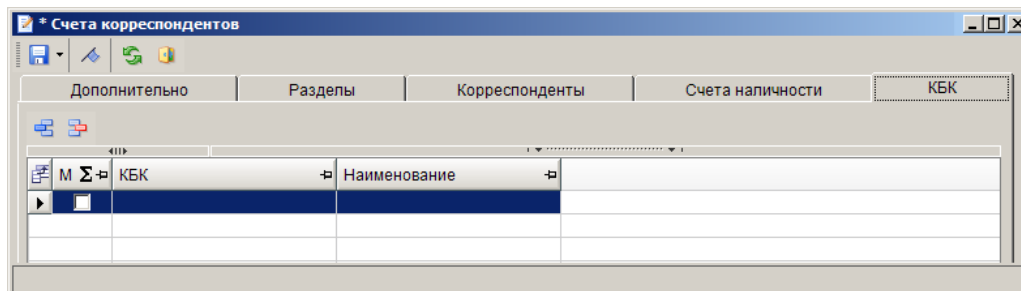 * Счета корреспондентов
Дополнительно Разделы Корреспонденты Счета наличности КБК
М Σ КБК Наименование